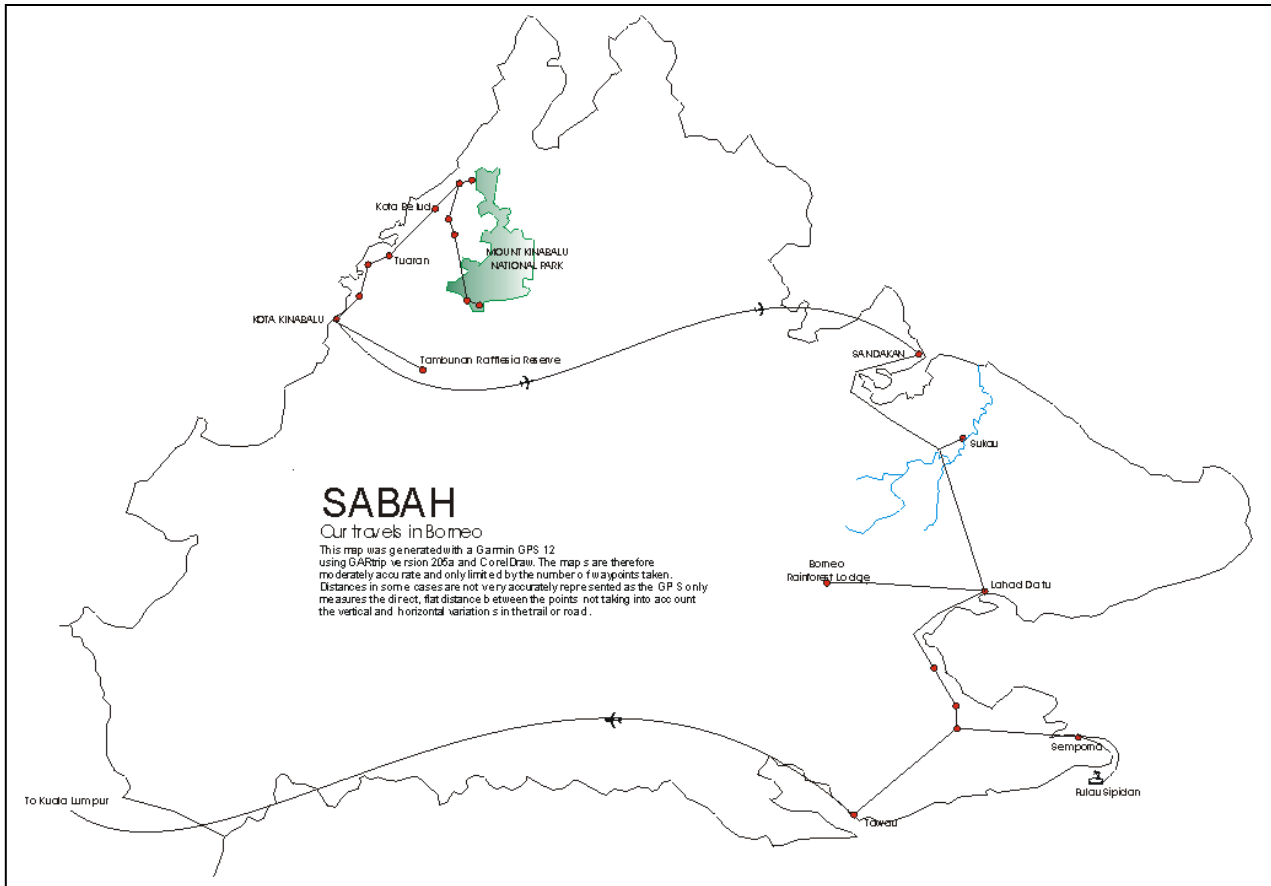 Kota Belud
Tuaran
MOUNT KINABALU
NATIONAL PARK
KOTA KINABALU
Tambunan Rafflesia Reserve
SANDAKAN
Sukau
SABAH
Our travels in Borneo
This map was generated with a Garmin GPS 12
using GARtrip version 205a and CorelDraw. The maps are therefore
moderately accurate and only limited by the number of waypoints taken.
Distances in some cases are not very accurately represented as the GPS only
measures the direct, flat distance between the points not taking into account
the vertical and horizontal variations in the trail or road.
Borneo
Rainforest Lodge
Lahad Datu
Semporna
Pulau Sipidan
To Kuala Lumpur
Tawau